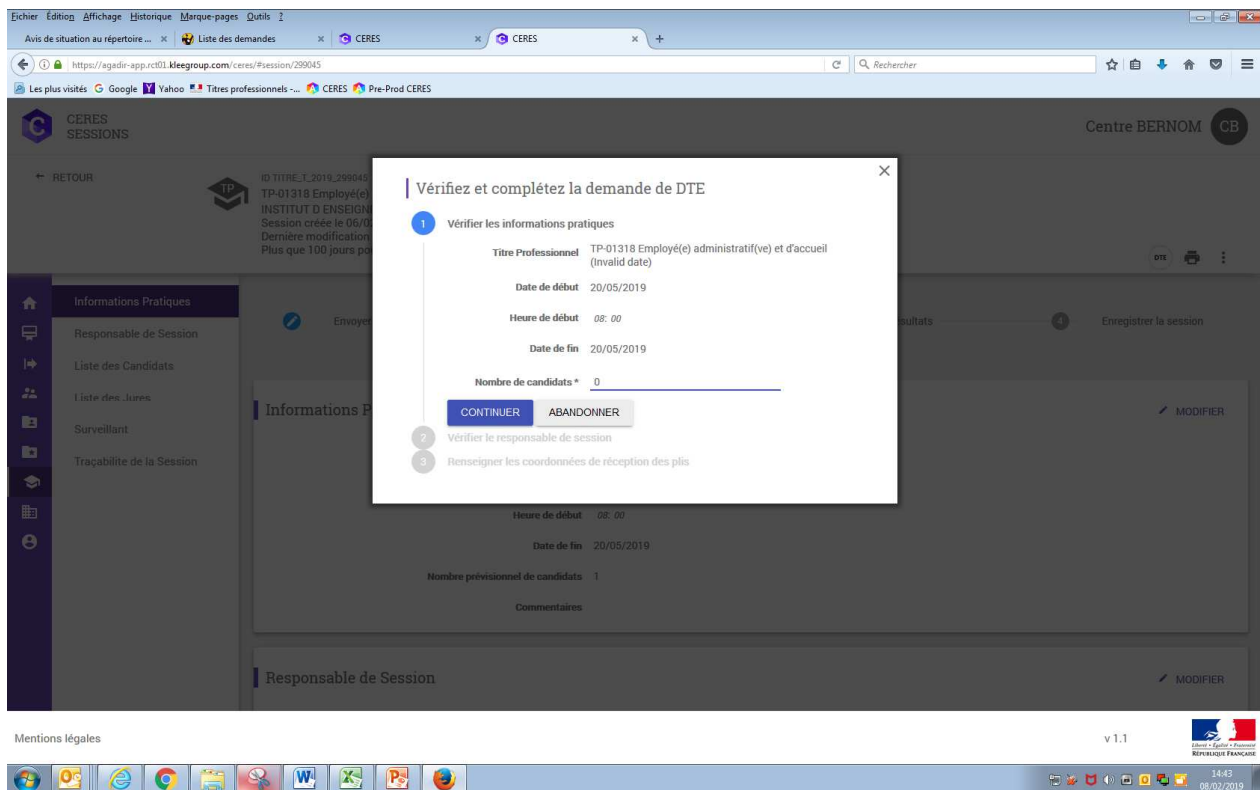 Fichier Édition Affichage Historique Marque-pages Outils ?
Avis de situation au répertoire ... × Liste des demandes × CERES × CERES × +
https://agadir-app.rct01.kleegroup.com/ceres/#session/299045 Rechercher
Les plus visités Google Yahoo Titres professionnels -... CERES Pre-Prod CERES
CERES
SESSIONS
Centre BERNOM CB
← RETOUR
TP
ID TITRE_T_2019_299045
TP-01318 Employé(e)
INSTITUT D ENSEIGN
Session créée le 06/0
Dernière modification
Plus que 100 jours po
DTE
Informations Pratiques
Responsable de Session
Liste des Candidats
Liste des Jures
Surveillant
Traçabilite de la Session
Envoyer
sultats
4 Enregistrer la session
Vérifiez et complétez la demande de DTE
1 Vérifier les informations pratiques
Titre Professionnel TP-01318 Employé(e) administratif(ve) et d'accueil
(Invalid date)
Date de début 20/05/2019
Heure de début 08: 00
Date de fin 20/05/2019
Nombre de candidats * 0
CONTINUER ABANDONNER
2 Vérifier le responsable de session
3 Renseigner les coordonnées de réception des plis
Informations P
MODIFIER
Heure de début 08: 00
Date de fin 20/05/2019
Nombre prévisionnel de candidats 1
Commentaires
Responsable de Session
MODIFIER
Mentions légales
v 1.1
Liberté • Égalité • Fraternité
RÉPUBLIQUE FRANÇAISE
14:43
08/02/2019